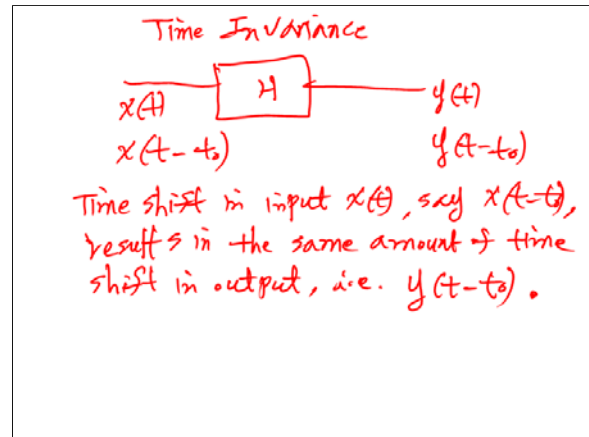 Time Invariance
H
x(t) y(t)
x(t-t₀) y(t-t₀)
Time shift in input x(t), say x(t-t₀),
results in the same amount of time
shift in output, i.e. y(t-t₀).